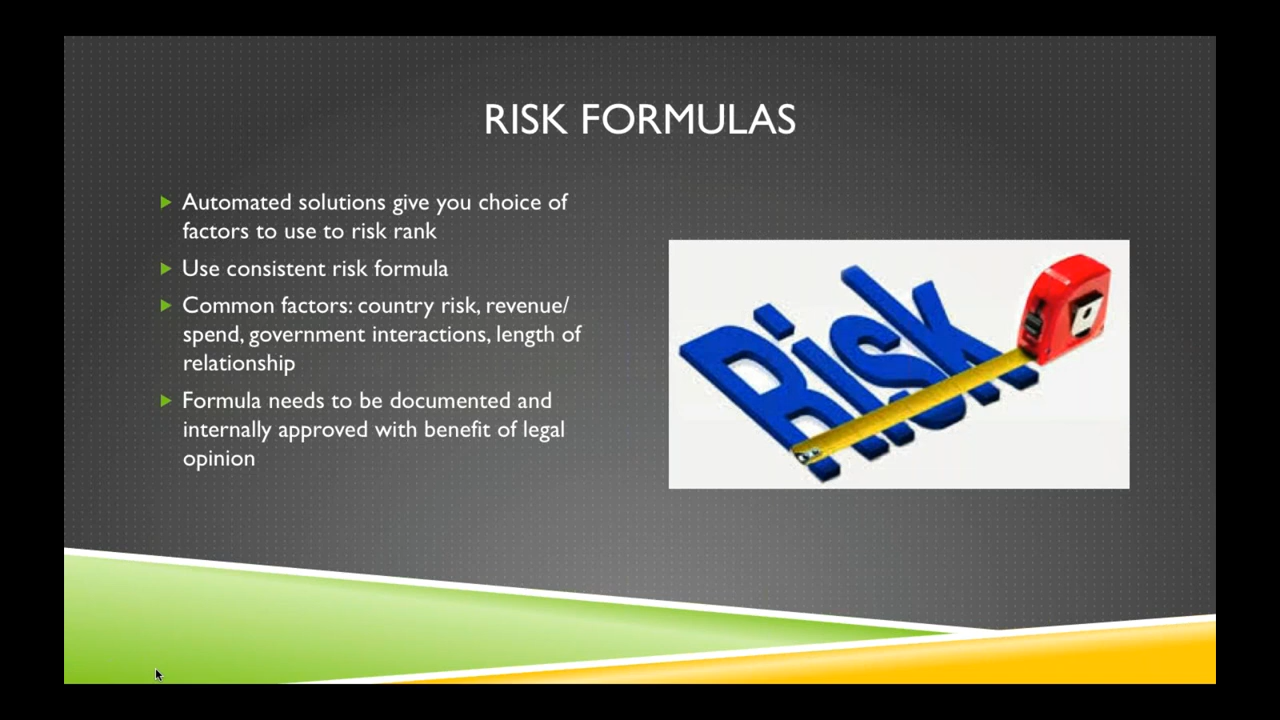 RISK FORMULAS
Automated solutions give you choice of
factors to use to risk rank
Use consistent risk formula
Common factors: country risk, revenue/
spend, government interactions, length of
relationship
Formula needs to be documented and
internally approved with benefit of legal
opinion
Risk